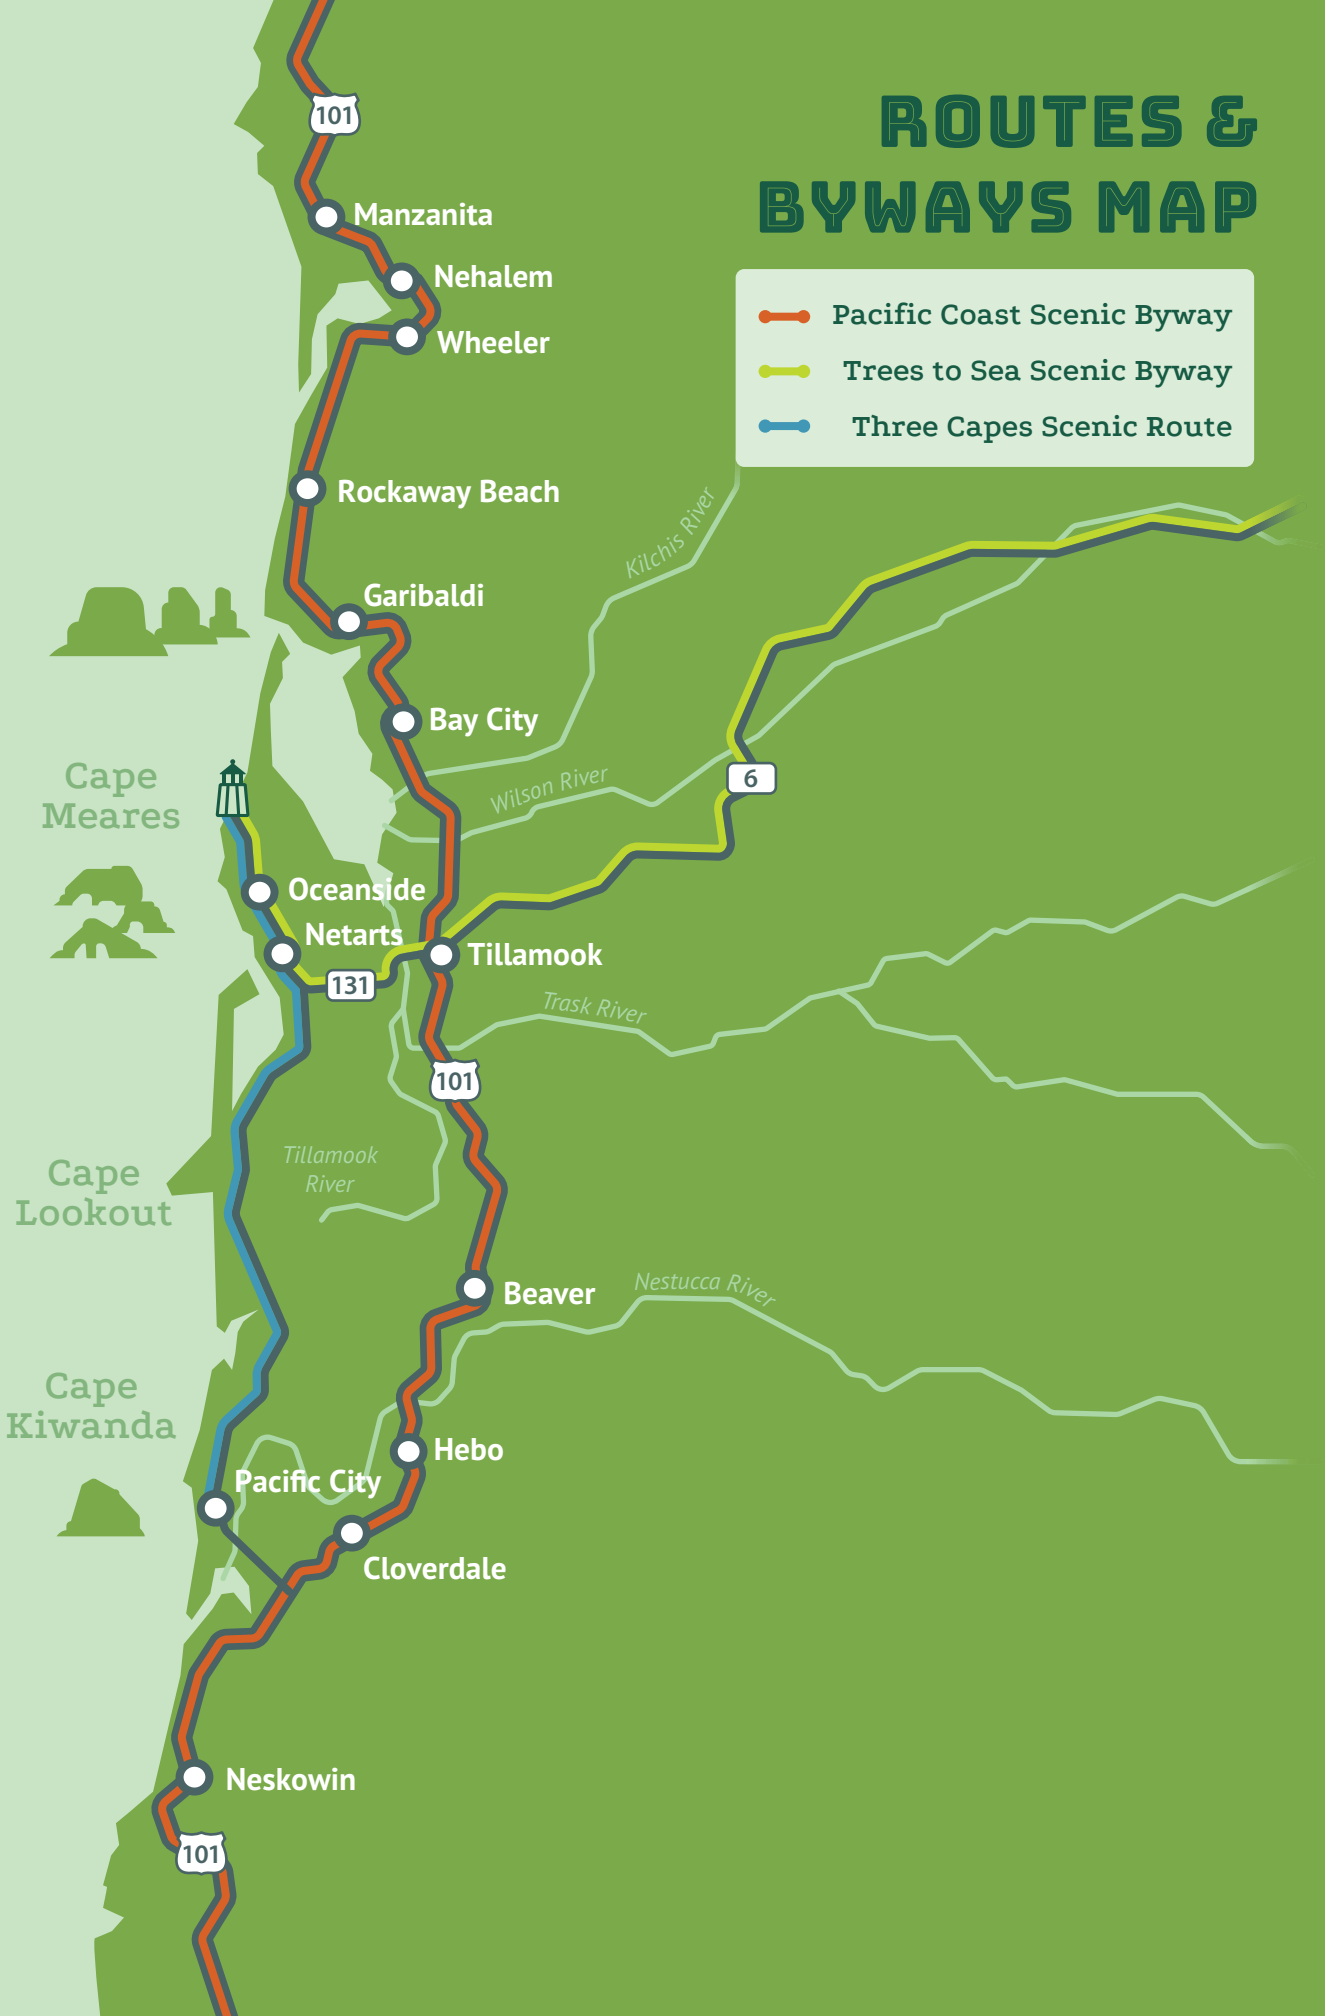 ROUTES &
BYWAYS MAP
Pacific Coast Scenic Byway
Trees to Sea Scenic Byway
Three Capes Scenic Route
101
Manzanita
Nehalem
Wheeler
Rockaway Beach
Kilchis River
Garibaldi
Bay City
Cape
Meares
Wilson River
6
Oceanside
Netarts
Tillamook
131
Trask River
101
Tillamook
River
Cape
Lookout
Beaver
Nestucca River
Cape
Kiwanda
Hebo
Pacific City
Cloverdale
Neskowin
101